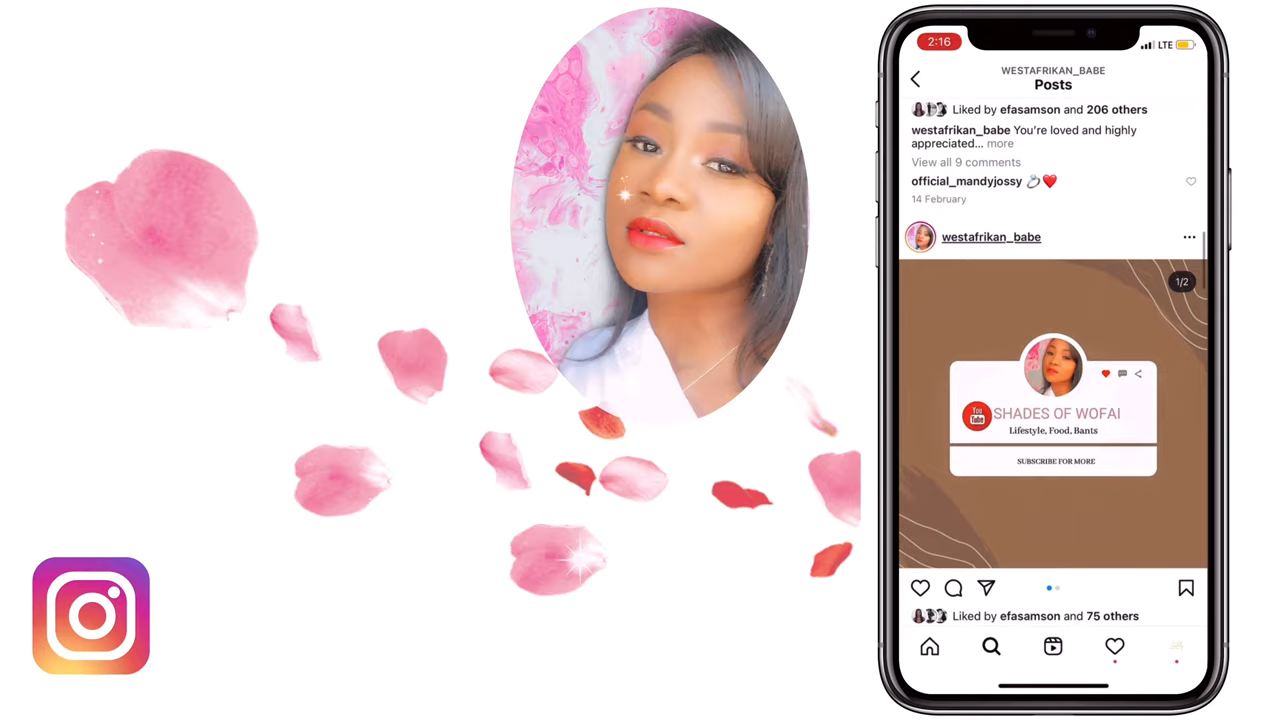 2:16
LTE
WESTAFRIKAN_BABE
Posts
Liked by efasamson and 206 others
westafrikan_babe You're loved and highly
appreciated... more
View all 9 comments
official_mandyjossy 💍❤️
14 February
westafrikan_babe
1/2
You
Tube
SHADES OF WOFAI
Lifestyle, Food, Bants
SUBSCRIBE FOR MORE
Liked by efasamson and 75 others